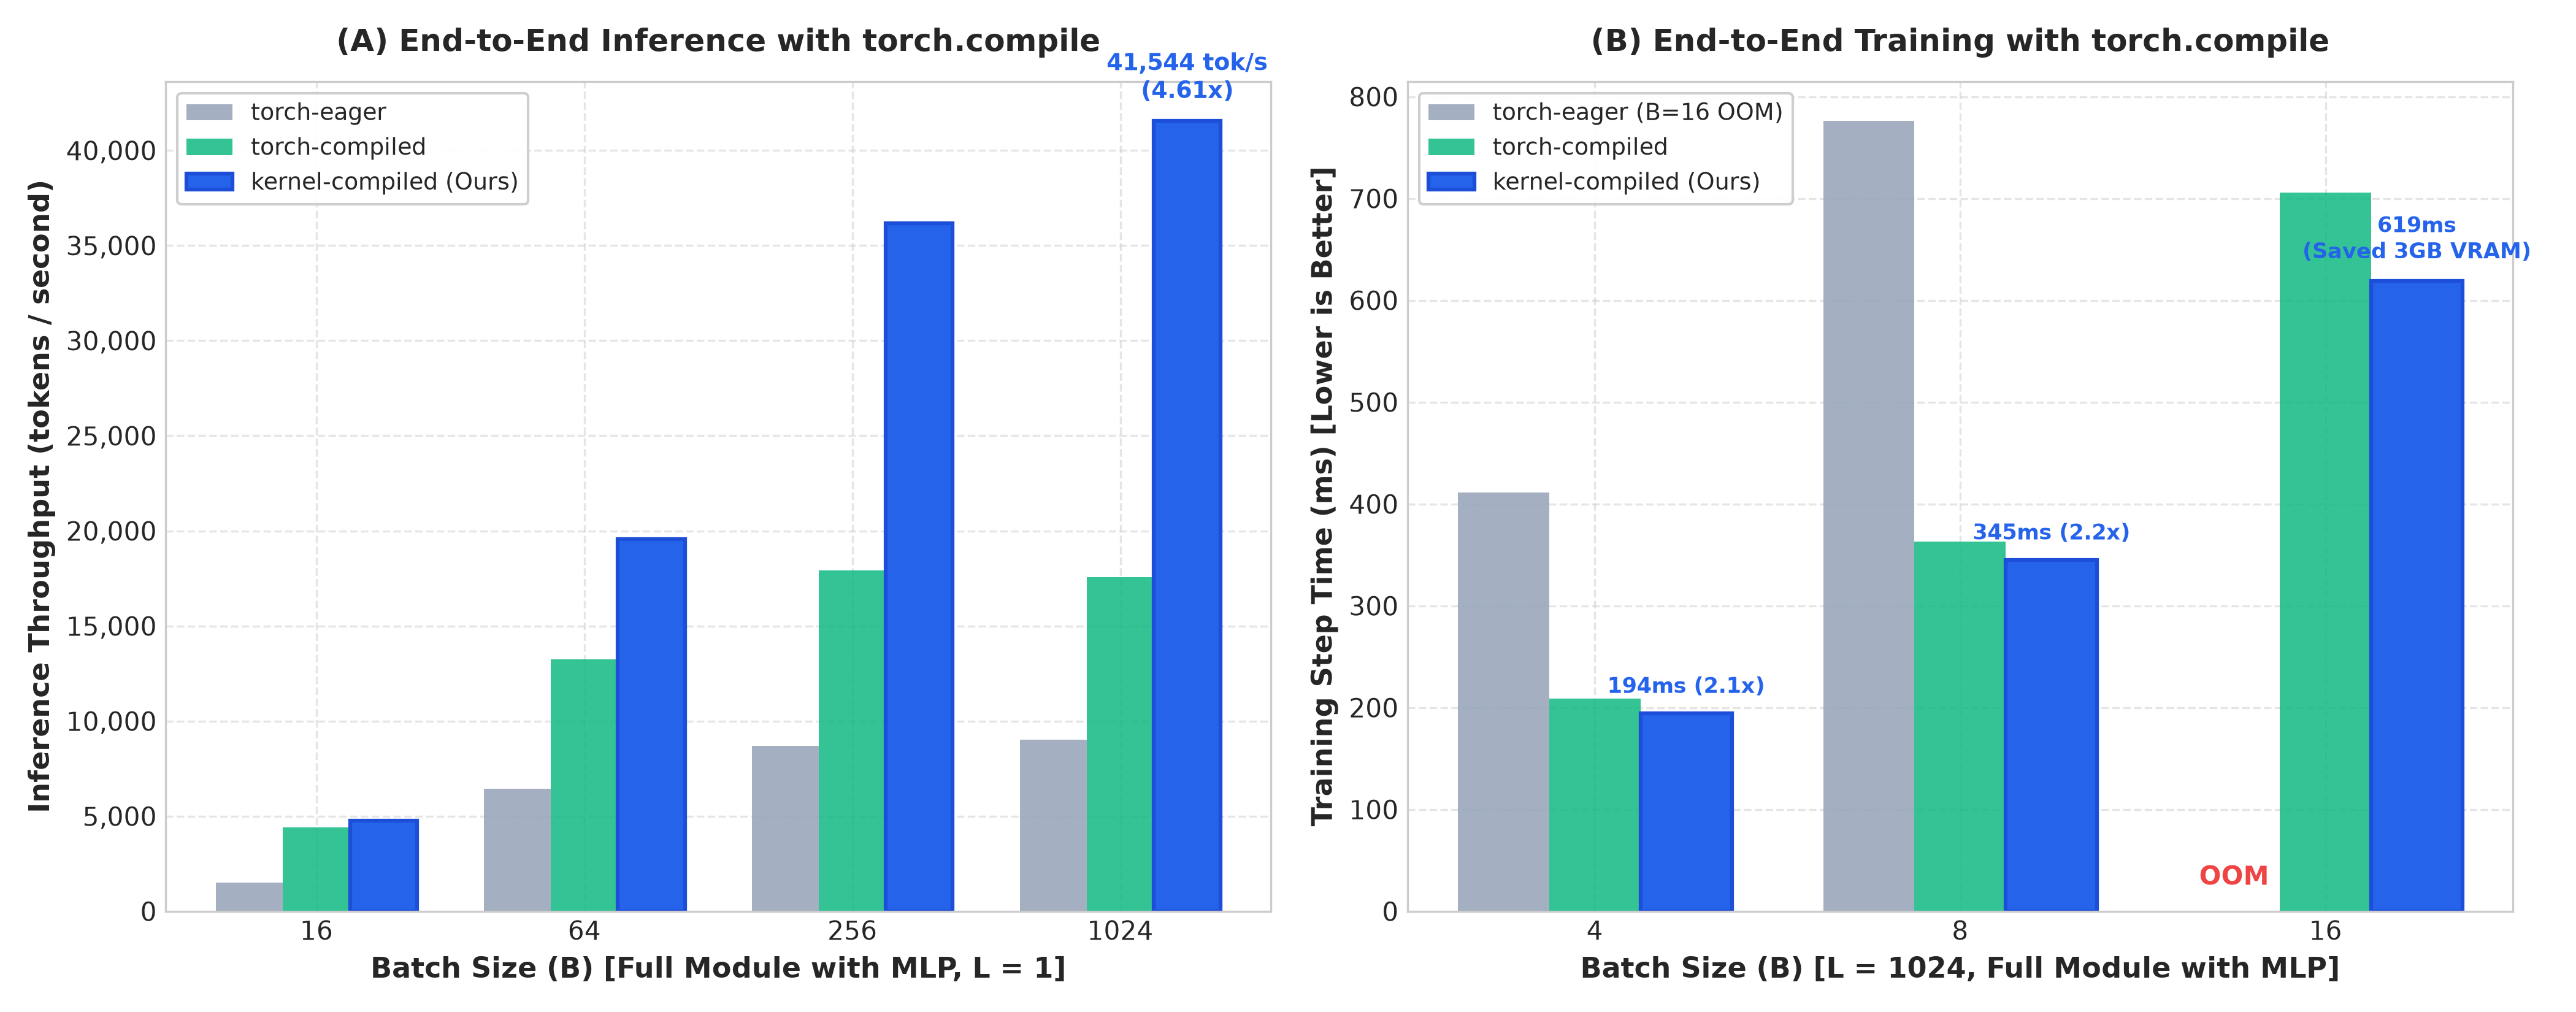 (A) End-to-End Inference with torch.compile
41,544 tok/s
(4.61x)
torch-eager
torch-compiled
kernel-compiled (Ours)
Inference Throughput (tokens / second)
40,000
35,000
30,000
25,000
20,000
15,000
10,000
5,000
0
16
64
256
1024
Batch Size (B) [Full Module with MLP, L = 1]
(B) End-to-End Training with torch.compile
torch-eager (B=16 OOM)
torch-compiled
kernel-compiled (Ours)
Training Step Time (ms) [Lower is Better]
800
700
600
500
400
300
200
100
0
619ms
(Saved 3GB VRAM)
345ms (2.2x)
194ms (2.1x)
OOM
4
8
16
Batch Size (B) [L = 1024, Full Module with MLP]